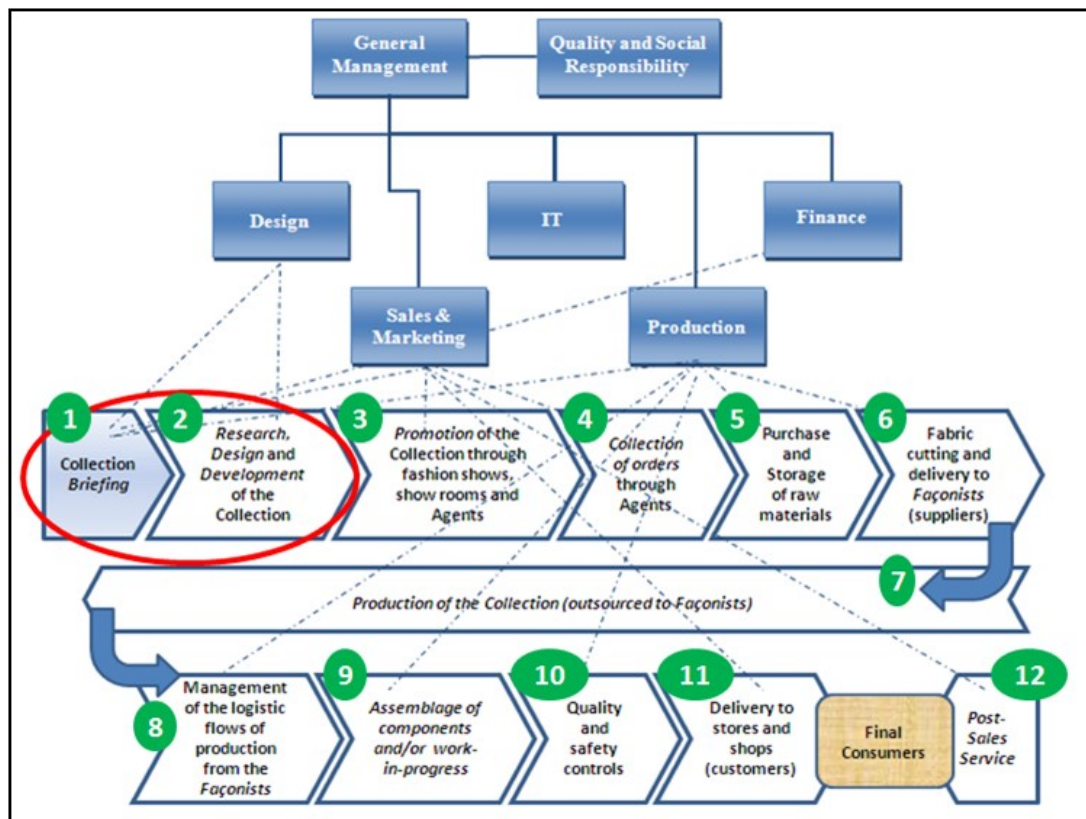 General
Management
Quality and Social
Responsibility
Design
IT
Finance
Sales &
Marketing
Production
1
Collection
Briefing
2
Research,
Design and
Development
of the
Collection
3
Promotion of the
Collection through
fashion shows,
show rooms and
Agents
4
Collection
of orders
through
Agents
5
Purchase
and
Storage
of raw
materials
6
Fabric
cutting and
delivery to
Façonists
(suppliers)
7
Production of the Collection (outsourced to Façonists)
8
Management
of the logistic
flows of
production
from the
Façonists
9
Assemblage of
components
and/or work-
in-progress
10
Quality
and
safety
controls
11
Delivery to
stores and
shops
(customers)
Final
Consumers
12
Post-
Sales
Service